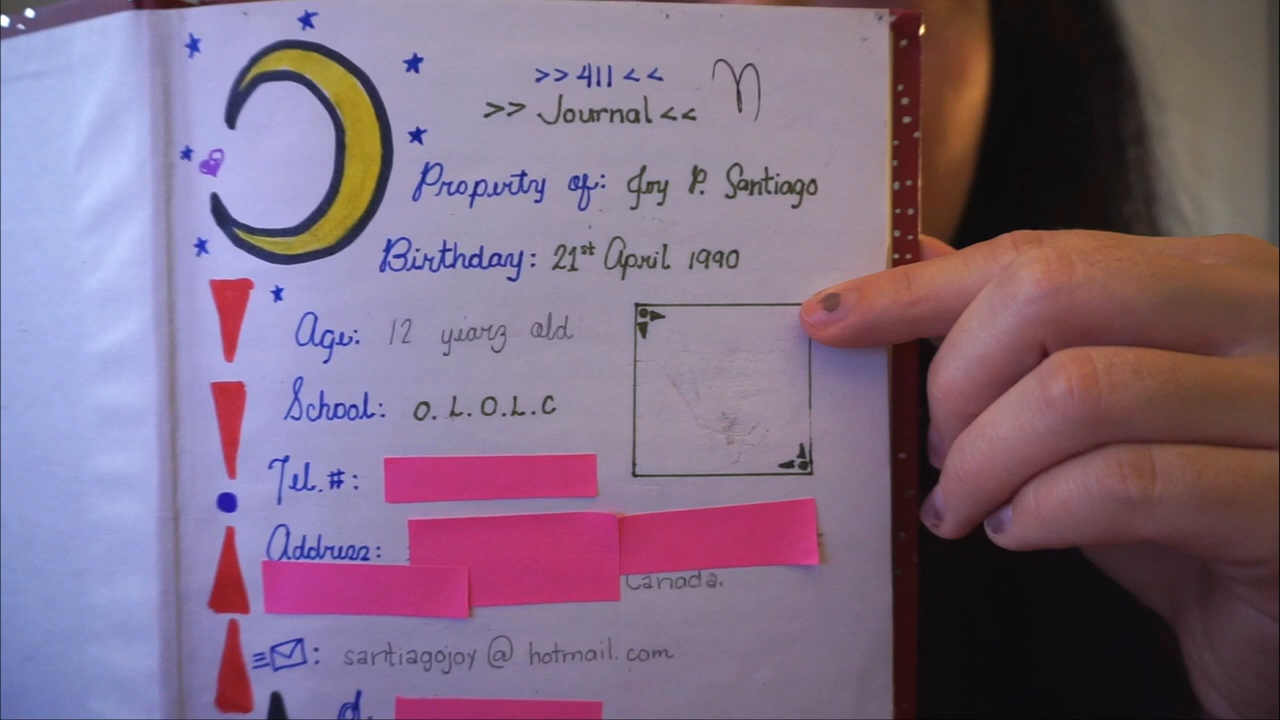 >> 411 <<
>> Journal <<
Property of: Joy P. Santiago
Birthday: 21st April 1990
Age: 12 yearz old
School: O. L. O. L. C
Tel. #:
Address:
Canada.
: santiagojoy @ hotmail. com